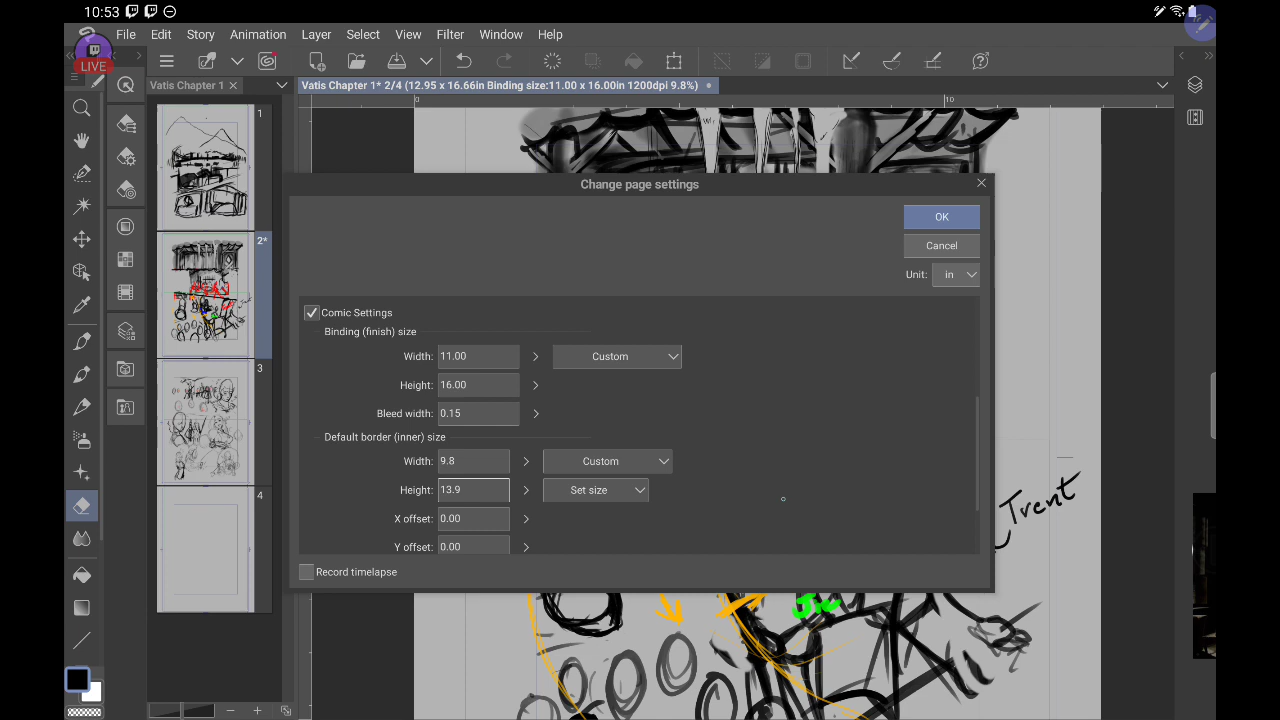 10:53
LIVE
File Edit Story Animation Layer Select View Filter Window Help
Vatis Chapter 1
Vatis Chapter 1* 2/4 (12.95 x 16.66in Binding size:11.00 x 16.00in 1200dpi 9.8%)
0 10
1
2*
3
4
Change page settings
OK
Cancel
Unit: in
Comic Settings
Binding (finish) size
Width: 11.00 Custom
Height: 16.00
Bleed width: 0.15
Default border (inner) size
Width: 9.8 Custom
Height: 13.9 Set size
X offset: 0.00
Y offset: 0.00
Record timelapse
Trent